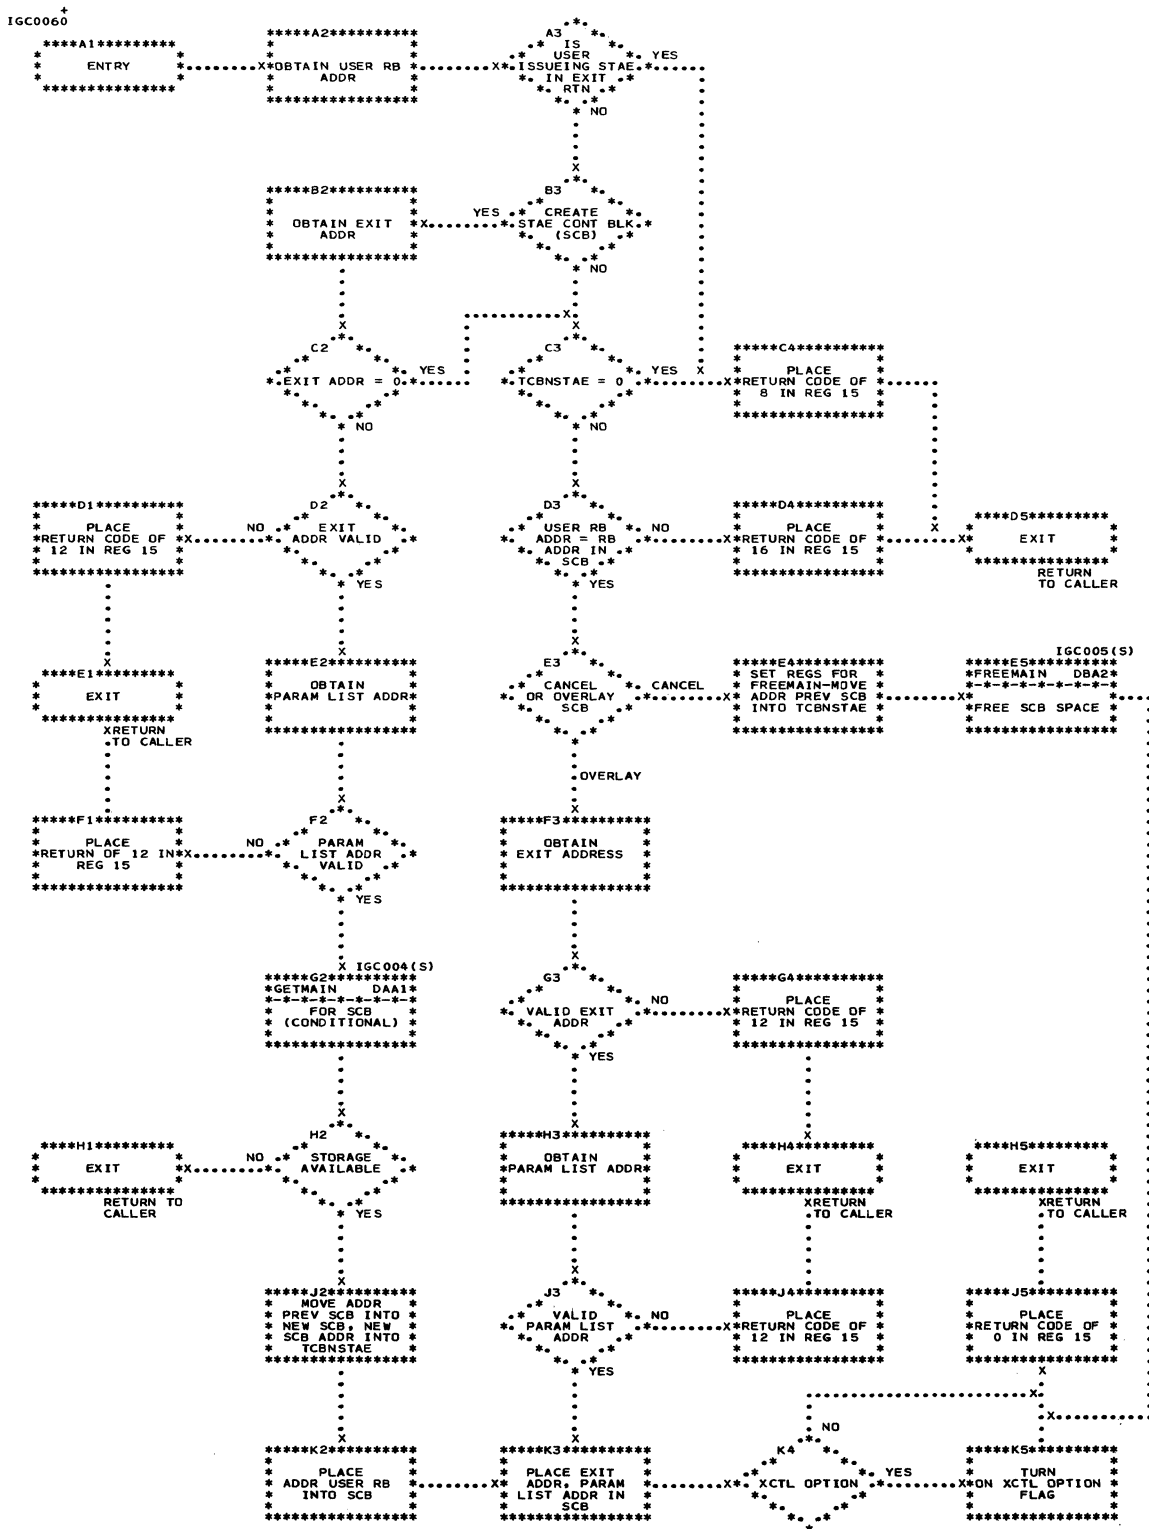 +
IGC0060
A1
ENTRY
A2
OBTAIN USER RB
ADDR
A3
IS
USER
ISSUEING STAE
IN EXIT
RTN
YES
NO
B2
OBTAIN EXIT
ADDR
B3
CREATE
STAE CONT BLK
(SCB)
YES
NO
C2
EXIT ADDR = 0
YES
NO
C3
TCBNSTAE = 0
YES
NO
C4
PLACE
RETURN CODE OF
8 IN REG 15
D1
PLACE
RETURN CODE OF
12 IN REG 15
D2
EXIT
ADDR VALID
NO
YES
D3
USER RB
ADDR = RB
ADDR IN
SCB
NO
YES
D4
PLACE
RETURN CODE OF
16 IN REG 15
D5
EXIT
RETURN
TO CALLER
E1
EXIT
RETURN
TO CALLER
E2
OBTAIN
PARAM LIST ADDR
E3
CANCEL
OR OVERLAY
SCB
CANCEL
OVERLAY
E4
SET REGS FOR
FREEMAIN-MOVE
ADDR PREV SCB
INTO TCBNSTAE
IGC005(S)
E5
FREEMAIN DBA2
FREE SCB SPACE
F1
PLACE
RETURN OF 12 IN
REG 15
F2
PARAM
LIST ADDR
VALID
NO
YES
F3
OBTAIN
EXIT ADDRESS
IGC004(S)
G2
GETMAIN DAA1
FOR SCB
(CONDITIONAL)
G3
VALID EXIT
ADDR
NO
YES
G4
PLACE
RETURN CODE OF
12 IN REG 15
H1
EXIT
RETURN TO
CALLER
H2
STORAGE
AVAILABLE
NO
YES
H3
OBTAIN
PARAM LIST ADDR
H4
EXIT
RETURN
TO CALLER
H5
EXIT
RETURN
TO CALLER
J2
MOVE ADDR
PREV SCB INTO
NEW SCB, NEW
SCB ADDR INTO
TCBNSTAE
J3
VALID
PARAM LIST
ADDR
NO
YES
J4
PLACE
RETURN CODE OF
12 IN REG 15
J5
PLACE
RETURN CODE OF
0 IN REG 15
K2
PLACE
ADDR USER RB
INTO SCB
K3
PLACE EXIT
ADDR, PARAM
LIST ADDR IN
SCB
K4
XCTL OPTION
NO
YES
K5
TURN
ON XCTL OPTION
FLAG